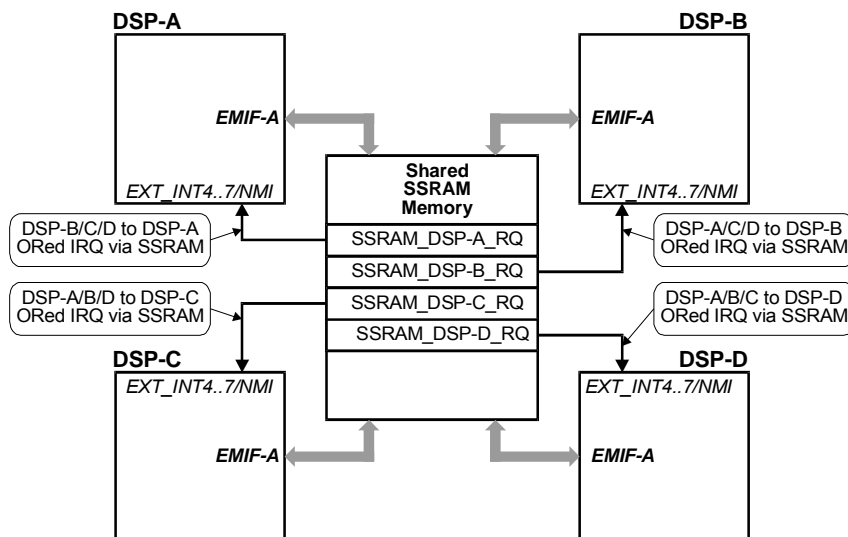 DSP-A
DSP-B
EMIF-A
EMIF-A
EXT_INT4..7/NMI
EXT_INT4..7/NMI
Shared
SSRAM
Memory
DSP-B/C/D to DSP-A
ORed IRQ via SSRAM
SSRAM_DSP-A_RQ
DSP-A/C/D to DSP-B
ORed IRQ via SSRAM
SSRAM_DSP-B_RQ
DSP-A/B/D to DSP-C
ORed IRQ via SSRAM
SSRAM_DSP-C_RQ
DSP-A/B/C to DSP-D
ORed IRQ via SSRAM
SSRAM_DSP-D_RQ
DSP-C
DSP-D
EXT_INT4..7/NMI
EXT_INT4..7/NMI
EMIF-A
EMIF-A